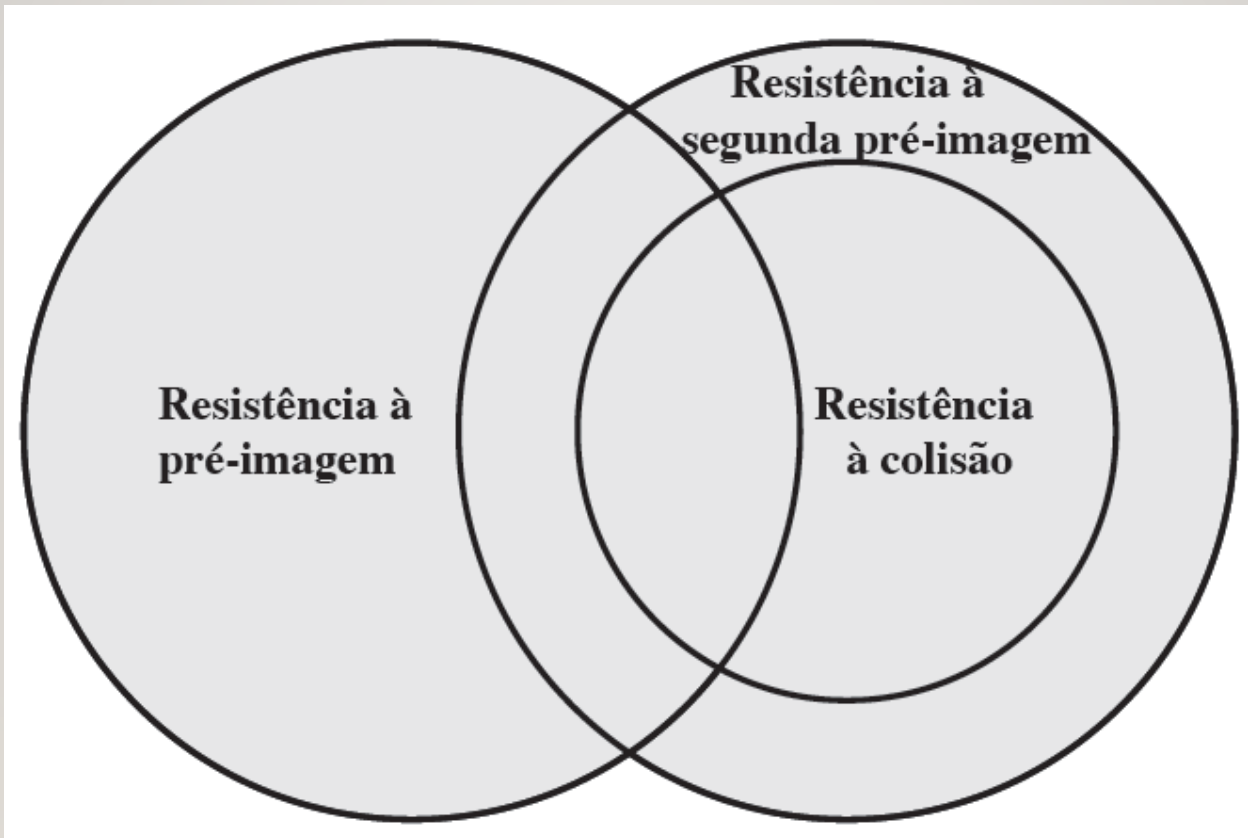 Resistência à
segunda pré-imagem
Resistência à
pré-imagem
Resistência
à colisão